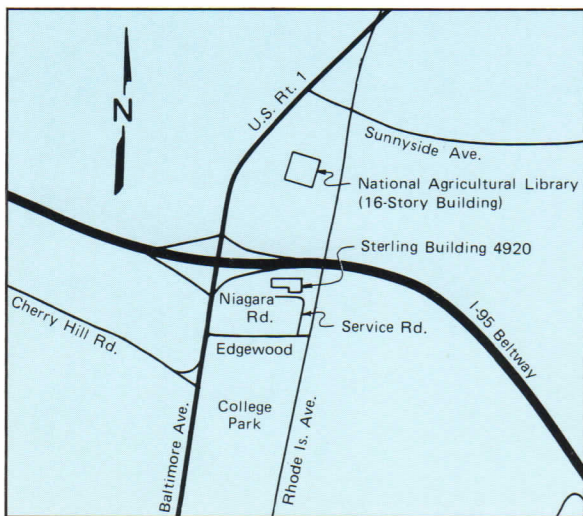 N
U.S. Rt. 1
Sunnyside Ave.
National Agricultural Library
(16-Story Building)
Sterling Building 4920
Niagara
Rd.
Service Rd.
Cherry Hill Rd.
Edgewood
I-95 Beltway
College
Park
Baltimore Ave.
Rhode Is. Ave.